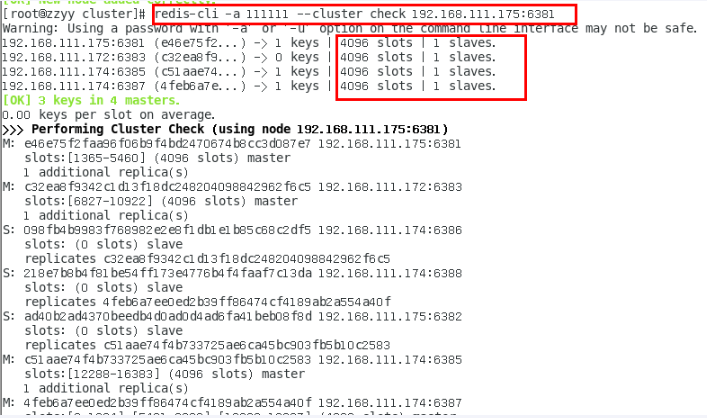 [OK] New node added correctly.
[root@zzyy cluster]# redis-cli -a 111111 --cluster check 192.168.111.175:6381
Warning: Using a password with '-a' or '-u' option on the command line interface may not be safe.
192.168.111.175:6381 (e46e75f2...) -> 1 keys | 4096 slots | 1 slaves.
192.168.111.172:6383 (c32ea8f9...) -> 0 keys | 4096 slots | 1 slaves.
192.168.111.174:6385 (c51aae74...) -> 1 keys | 4096 slots | 1 slaves.
192.168.111.174:6387 (4feb6a7e...) -> 1 keys | 4096 slots | 1 slaves.
[OK] 3 keys in 4 masters.
0.00 keys per slot on average.
>>> Performing Cluster Check (using node 192.168.111.175:6381)
M: e46e75f2faa96f06b9f4bd2470674b8cc3d087e7 192.168.111.175:6381
slots:[1365-5460] (4096 slots) master
1 additional replica(s)
M: c32ea8f9342c1d13f18dc248204098842962f6c5 192.168.111.172:6383
slots:[6827-10922] (4096 slots) master
1 additional replica(s)
S: 098fb4b9983f768982e2e8f1db1e1b85c68c2df5 192.168.111.174:6386
slots: (0 slots) slave
replicates c32ea8f9342c1d13f18dc248204098842962f6c5
S: 218e7b8b4f81be54ff173e4776b4f4faaf7c13da 192.168.111.174:6388
slots: (0 slots) slave
replicates 4feb6a7ee0ed2b39ff86474cf4189ab2a554a40f
S: ad40b2ad4370beedb4d0ad0d4ad6fa41beb08f8d 192.168.111.175:6382
slots: (0 slots) slave
replicates c51aae74f4b733725ae6ca45bc903fb5b10c2583
M: c51aae74f4b733725ae6ca45bc903fb5b10c2583 192.168.111.174:6385
slots:[12288-16383] (4096 slots) master
1 additional replica(s)
M: 4feb6a7ee0ed2b39ff86474cf4189ab2a554a40f 192.168.111.174:6387